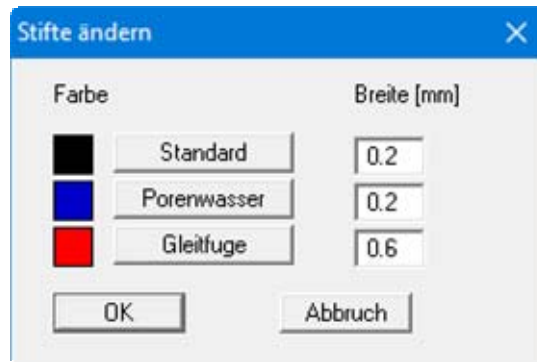 Stifte ändern
Farbe Breite [mm]
Standard 0.2
Porenwasser 0.2
Gleitfuge 0.6
OK Abbruch